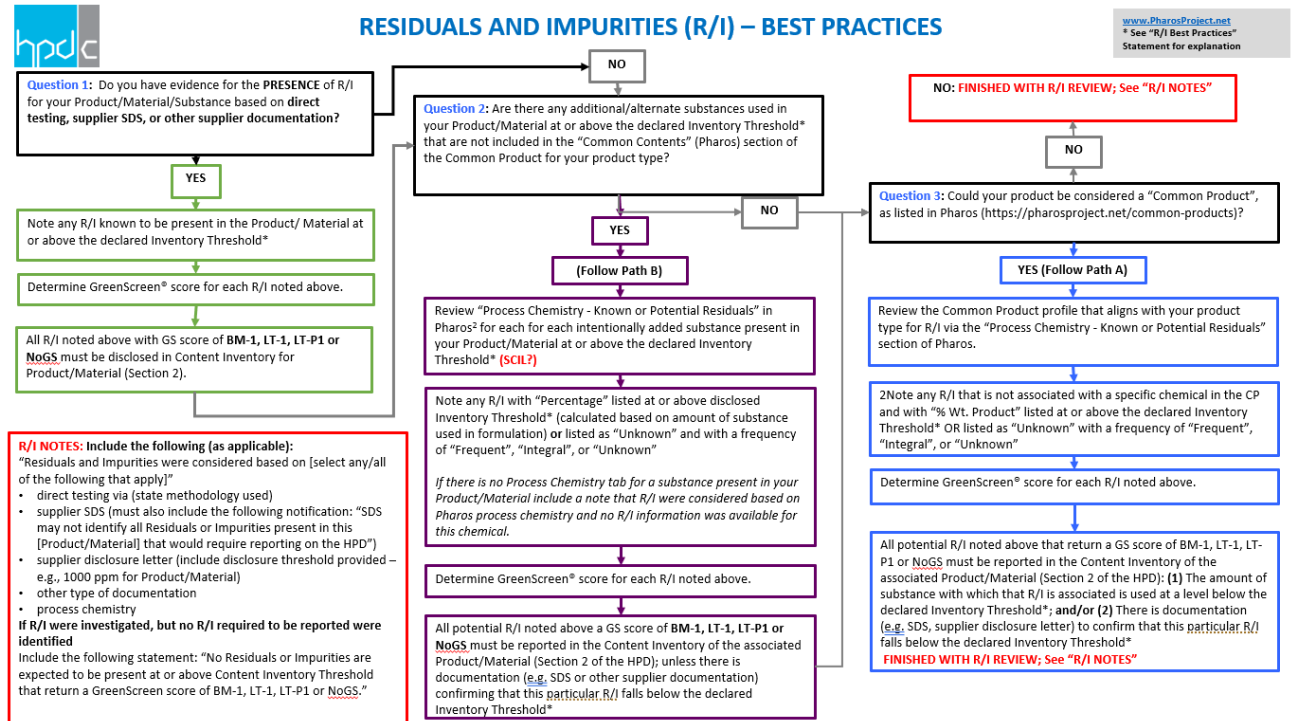 hpdc
RESIDUALS AND IMPURITIES (R/I) – BEST PRACTICES
www.PharosProject.net
* See “R/I Best Practices”
Statement for explanation
Question 1: Do you have evidence for the PRESENCE of R/I
for your Product/Material/Substance based on direct
testing, supplier SDS, or other supplier documentation?
YES
Note any R/I known to be present in the Product/ Material at
or above the declared Inventory Threshold*
Determine GreenScreen® score for each R/I noted above.
All R/I noted above with GS score of BM-1, LT-1, LT-P1 or
NoGS must be disclosed in Content Inventory for
Product/Material (Section 2).
R/I NOTES: Include the following (as applicable):
“Residuals and Impurities were considered based on [select any/all
of the following that apply]”
• direct testing via (state methodology used)
• supplier SDS (must also include the following notification: “SDS
may not identify all Residuals or Impurities present in this
[Product/Material] that would require reporting on the HPD”)
• supplier disclosure letter (include disclosure threshold provided –
e.g., 1000 ppm for Product/Material)
• other type of documentation
• process chemistry
If R/I were investigated, but no R/I required to be reported were
identified
Include the following statement: “No Residuals or Impurities are
expected to be present at or above Content Inventory Threshold
that return a GreenScreen score of BM-1, LT-1, LT-P1 or NoGS.”
NO
Question 2: Are there any additional/alternate substances used in
your Product/Material at or above the declared Inventory Threshold*
that are not included in the “Common Contents” (Pharos) section of
the Common Product for your product type?
NO
YES
(Follow Path B)
Review “Process Chemistry - Known or Potential Residuals” in
Pharos² for each for each intentionally added substance present in
your Product/Material at or above the declared Inventory
Threshold* (SCIL?)
Note any R/I with “Percentage” listed at or above disclosed
Inventory Threshold* (calculated based on amount of substance
used in formulation) or listed as “Unknown” and with a frequency
of “Frequent”, “Integral”, or “Unknown”
If there is no Process Chemistry tab for a substance present in your
Product/Material include a note that R/I were considered based on
Pharos process chemistry and no R/I information was available for
this chemical.
Determine GreenScreen® score for each R/I noted above.
All potential R/I noted above a GS score of BM-1, LT-1, LT-P1 or
NoGS must be reported in the Content Inventory of the associated
Product/Material (Section 2 of the HPD); unless there is
documentation (e.g. SDS or other supplier documentation)
confirming that this particular R/I falls below the declared
Inventory Threshold*
NO: FINISHED WITH R/I REVIEW; See “R/I NOTES”
NO
Question 3: Could your product be considered a “Common Product”,
as listed in Pharos (https://pharosproject.net/common-products)?
YES (Follow Path A)
Review the Common Product profile that aligns with your product
type for R/I via the “Process Chemistry - Known or Potential Residuals”
section of Pharos.
2Note any R/I that is not associated with a specific chemical in the CP
and with “% Wt. Product” listed at or above the declared Inventory
Threshold* OR listed as “Unknown” with a frequency of “Frequent”,
“Integral”, or “Unknown”
Determine GreenScreen® score for each R/I noted above.
All potential R/I noted above that return a GS score of BM-1, LT-1, LT-
P1 or NoGS must be reported in the Content Inventory of the
associated Product/Material (Section 2 of the HPD): (1) The amount of
substance with which that R/I is associated is used at a level below the
declared Inventory Threshold*; and/or (2) There is documentation
(e.g. SDS, supplier disclosure letter) to confirm that this particular R/I
falls below the declared Inventory Threshold*
FINISHED WITH R/I REVIEW; See “R/I NOTES”